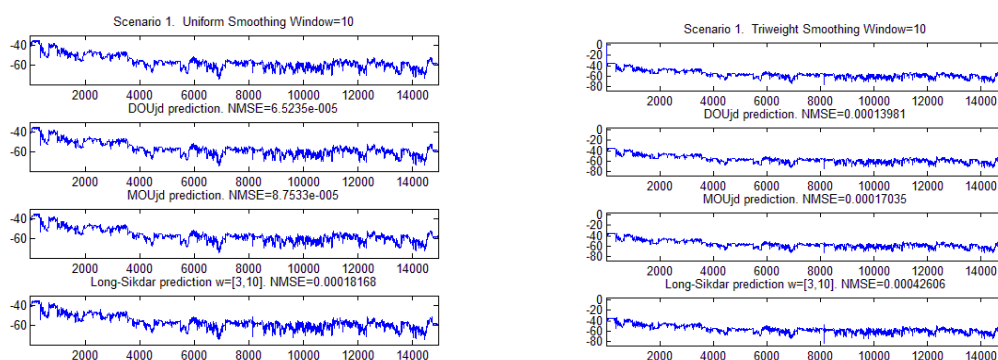 Scenario 1. Uniform Smoothing Window=10
-40
-60
2000 4000 6000 8000 10000 12000 14000
DOUjd prediction. NMSE=6.5235e-005
-40
-60
2000 4000 6000 8000 10000 12000 14000
MOUjd prediction. NMSE=8.7533e-005
-40
-60
2000 4000 6000 8000 10000 12000 14000
Long-Sikdar prediction w=[3,10]. NMSE=0.00018168
-40
-60
2000 4000 6000 8000 10000 12000 14000
Scenario 1. Triweight Smoothing Window=10
0
-20
-40
-60
-80
2000 4000 6000 8000 10000 12000 14000
DOUjd prediction. NMSE=0.00013981
0
-20
-40
-60
-80
2000 4000 6000 8000 10000 12000 14000
MOUjd prediction. NMSE=0.00017035
0
-20
-40
-60
-80
2000 4000 6000 8000 10000 12000 14000
Long-Sikdar prediction w=[3,10]. NMSE=0.00042606
0
-20
-40
-60
-80
2000 4000 6000 8000 10000 12000 14000